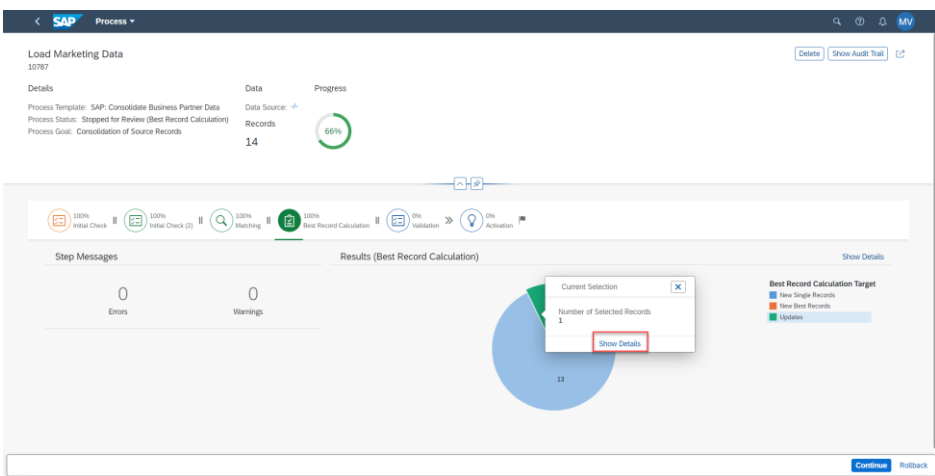 SAP Process
MV
Load Marketing Data
10787
Delete
Show Audit Trail
Details
Data
Progress
Process Template: SAP: Consolidate Business Partner Data
Process Status: Stopped for Review (Best Record Calculation)
Process Goal: Consolidation of Source Records
Data Source:
Records
14
66%
100%
Initial Check
100%
Initial Check (2)
100%
Matching
100%
Best Record Calculation
0%
Validation
0%
Activation
Step Messages
0
Errors
0
Warnings
Results (Best Record Calculation)
Show Details
Current Selection
Number of Selected Records
1
Show Details
13
Best Record Calculation Target
New Single Records
New Best Records
Updates
Continue
Rollback